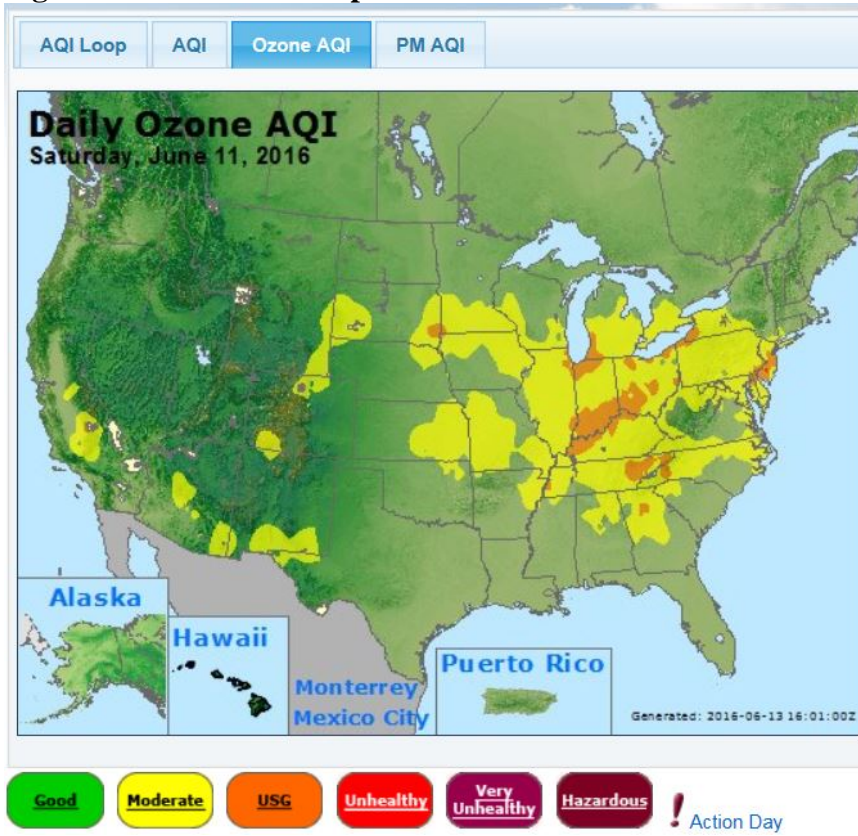 AQI Loop AQI Ozone AQI PM AQI
Daily Ozone AQI
Saturday, June 11, 2016
Alaska
Hawaii
Puerto Rico
Monterrey
Mexico City
Generated: 2016-06-13 16:01:00Z
Good Moderate USG Unhealthy Very Unhealthy Hazardous ! Action Day